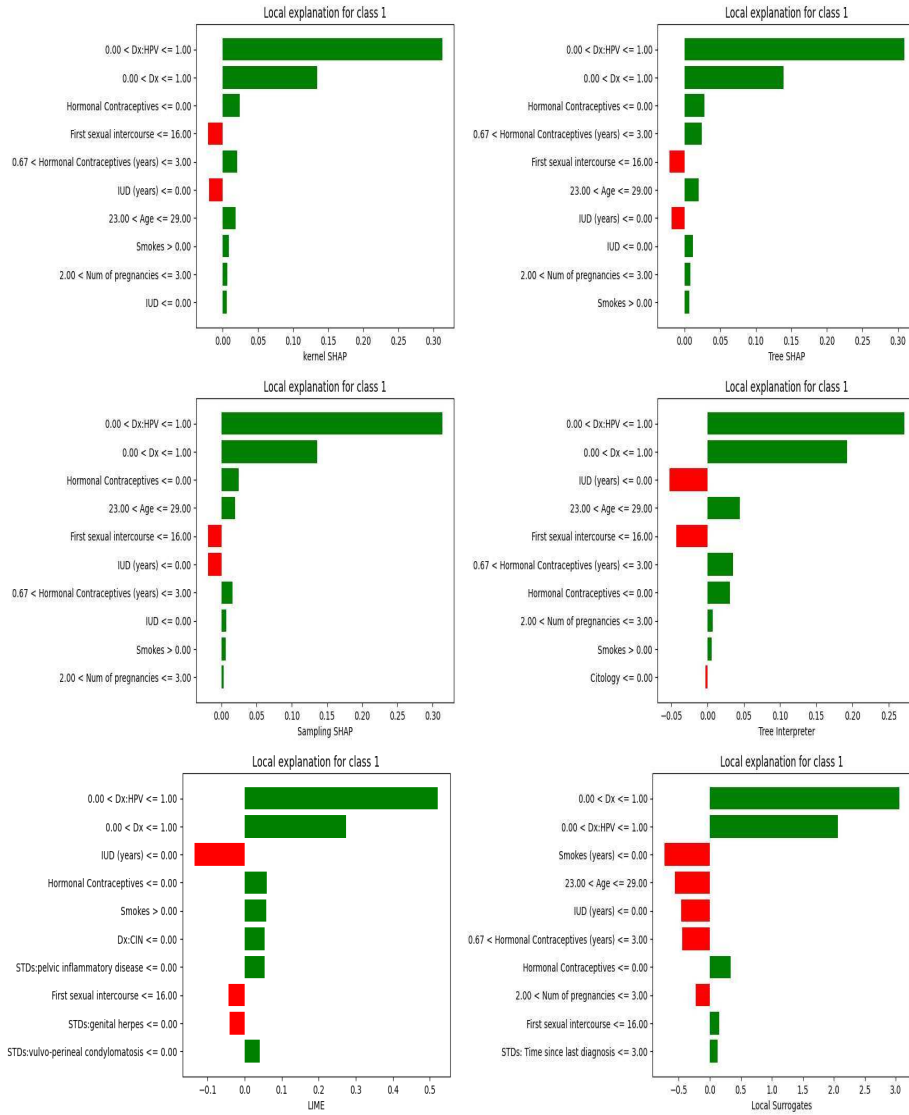 Local explanation for class 1
0.00 < Dx:HPV <= 1.00
0.00 < Dx <= 1.00
Hormonal Contraceptives <= 0.00
First sexual intercourse <= 16.00
0.67 < Hormonal Contraceptives (years) <= 3.00
IUD (years) <= 0.00
23.00 < Age <= 29.00
Smokes > 0.00
2.00 < Num of pregnancies <= 3.00
IUD <= 0.00
0.00 0.05 0.10 0.15 0.20 0.25 0.30
kernel SHAP
Local explanation for class 1
0.00 < Dx:HPV <= 1.00
0.00 < Dx <= 1.00
Hormonal Contraceptives <= 0.00
0.67 < Hormonal Contraceptives (years) <= 3.00
First sexual intercourse <= 16.00
23.00 < Age <= 29.00
IUD (years) <= 0.00
IUD <= 0.00
2.00 < Num of pregnancies <= 3.00
Smokes > 0.00
0.00 0.05 0.10 0.15 0.20 0.25 0.30
Tree SHAP
Local explanation for class 1
0.00 < Dx:HPV <= 1.00
0.00 < Dx <= 1.00
Hormonal Contraceptives <= 0.00
23.00 < Age <= 29.00
First sexual intercourse <= 16.00
IUD (years) <= 0.00
0.67 < Hormonal Contraceptives (years) <= 3.00
IUD <= 0.00
Smokes > 0.00
2.00 < Num of pregnancies <= 3.00
0.00 0.05 0.10 0.15 0.20 0.25 0.30
Sampling SHAP
Local explanation for class 1
0.00 < Dx:HPV <= 1.00
0.00 < Dx <= 1.00
IUD (years) <= 0.00
23.00 < Age <= 29.00
First sexual intercourse <= 16.00
0.67 < Hormonal Contraceptives (years) <= 3.00
Hormonal Contraceptives <= 0.00
2.00 < Num of pregnancies <= 3.00
Smokes > 0.00
Citology <= 0.00
−0.05 0.00 0.05 0.10 0.15 0.20 0.25
Tree Interpreter
Local explanation for class 1
0.00 < Dx:HPV <= 1.00
0.00 < Dx <= 1.00
IUD (years) <= 0.00
Hormonal Contraceptives <= 0.00
Smokes > 0.00
Dx:CIN <= 0.00
STDs:pelvic inflammatory disease <= 0.00
First sexual intercourse <= 16.00
STDs:genital herpes <= 0.00
STDs:vulvo-perineal condylomatosis <= 0.00
−0.1 0.0 0.1 0.2 0.3 0.4 0.5
LIME
Local explanation for class 1
0.00 < Dx <= 1.00
0.00 < Dx:HPV <= 1.00
Smokes (years) <= 0.00
23.00 < Age <= 29.00
IUD (years) <= 0.00
0.67 < Hormonal Contraceptives (years) <= 3.00
Hormonal Contraceptives <= 0.00
2.00 < Num of pregnancies <= 3.00
First sexual intercourse <= 16.00
STDs: Time since last diagnosis <= 3.00
−0.5 0.0 0.5 1.0 1.5 2.0 2.5 3.0
Local Surrogates